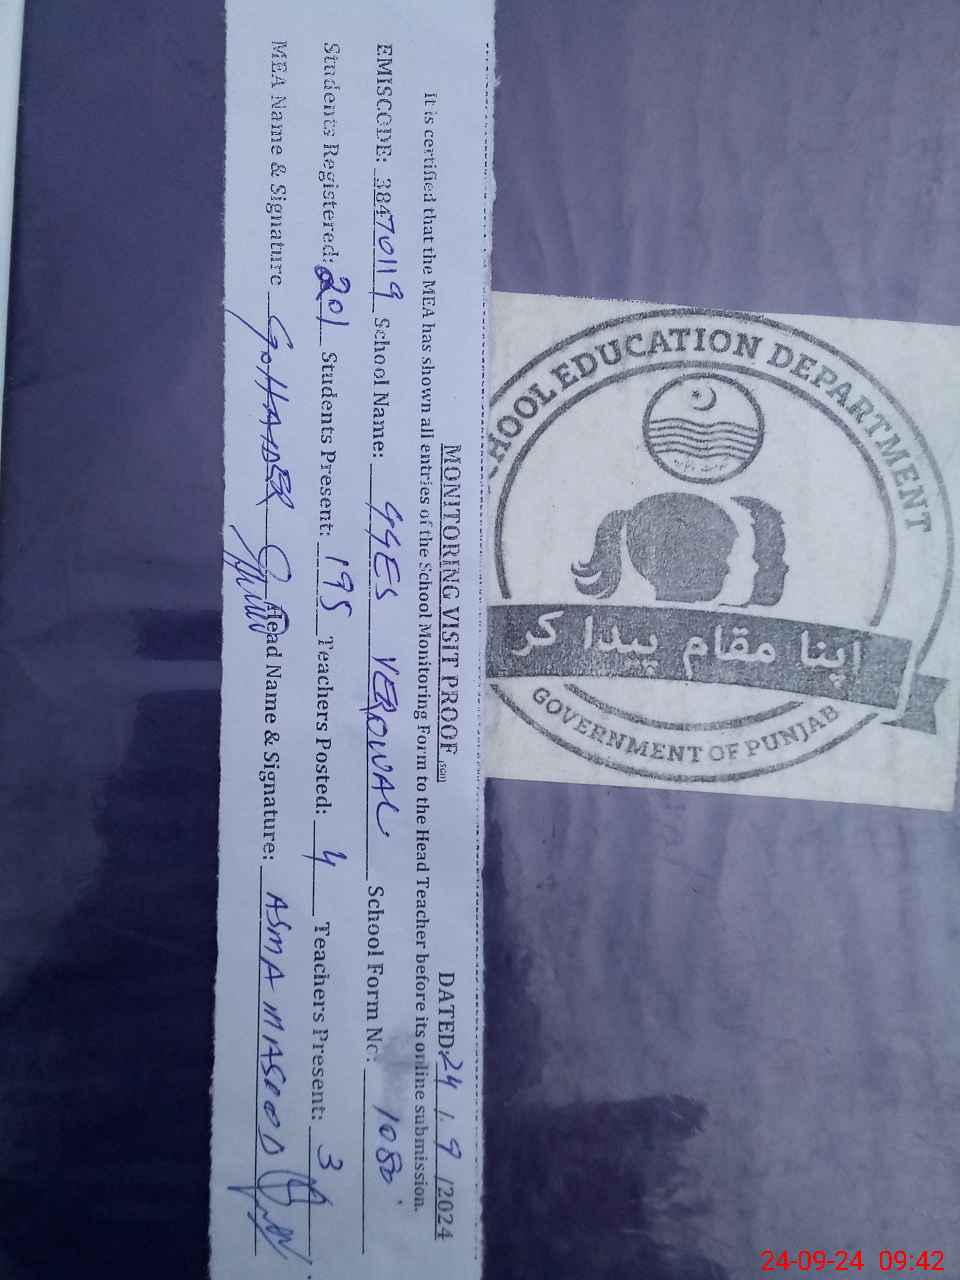 MONITORING VISIT PROOF (SGD) DATED: 24 / 9 /2024
It is certified that the MEA has shown all entries of the School Monitoring Form to the Head Teacher before its online submission.
EMISCODE: 38470119 School Name: GGES VEROWAL School Form No: 1080
Students Registered: 201 Students Present: 195 Teachers Posted: 4 Teachers Present: 3
MEA Name & Signature G.HAIDER Head Name & Signature: ASMA MASOOD
HOOL EDUCATION DEPARTMENT
اپنا مقام پیدا کر
GOVERNMENT OF PUNJAB
24-09-24 09:42